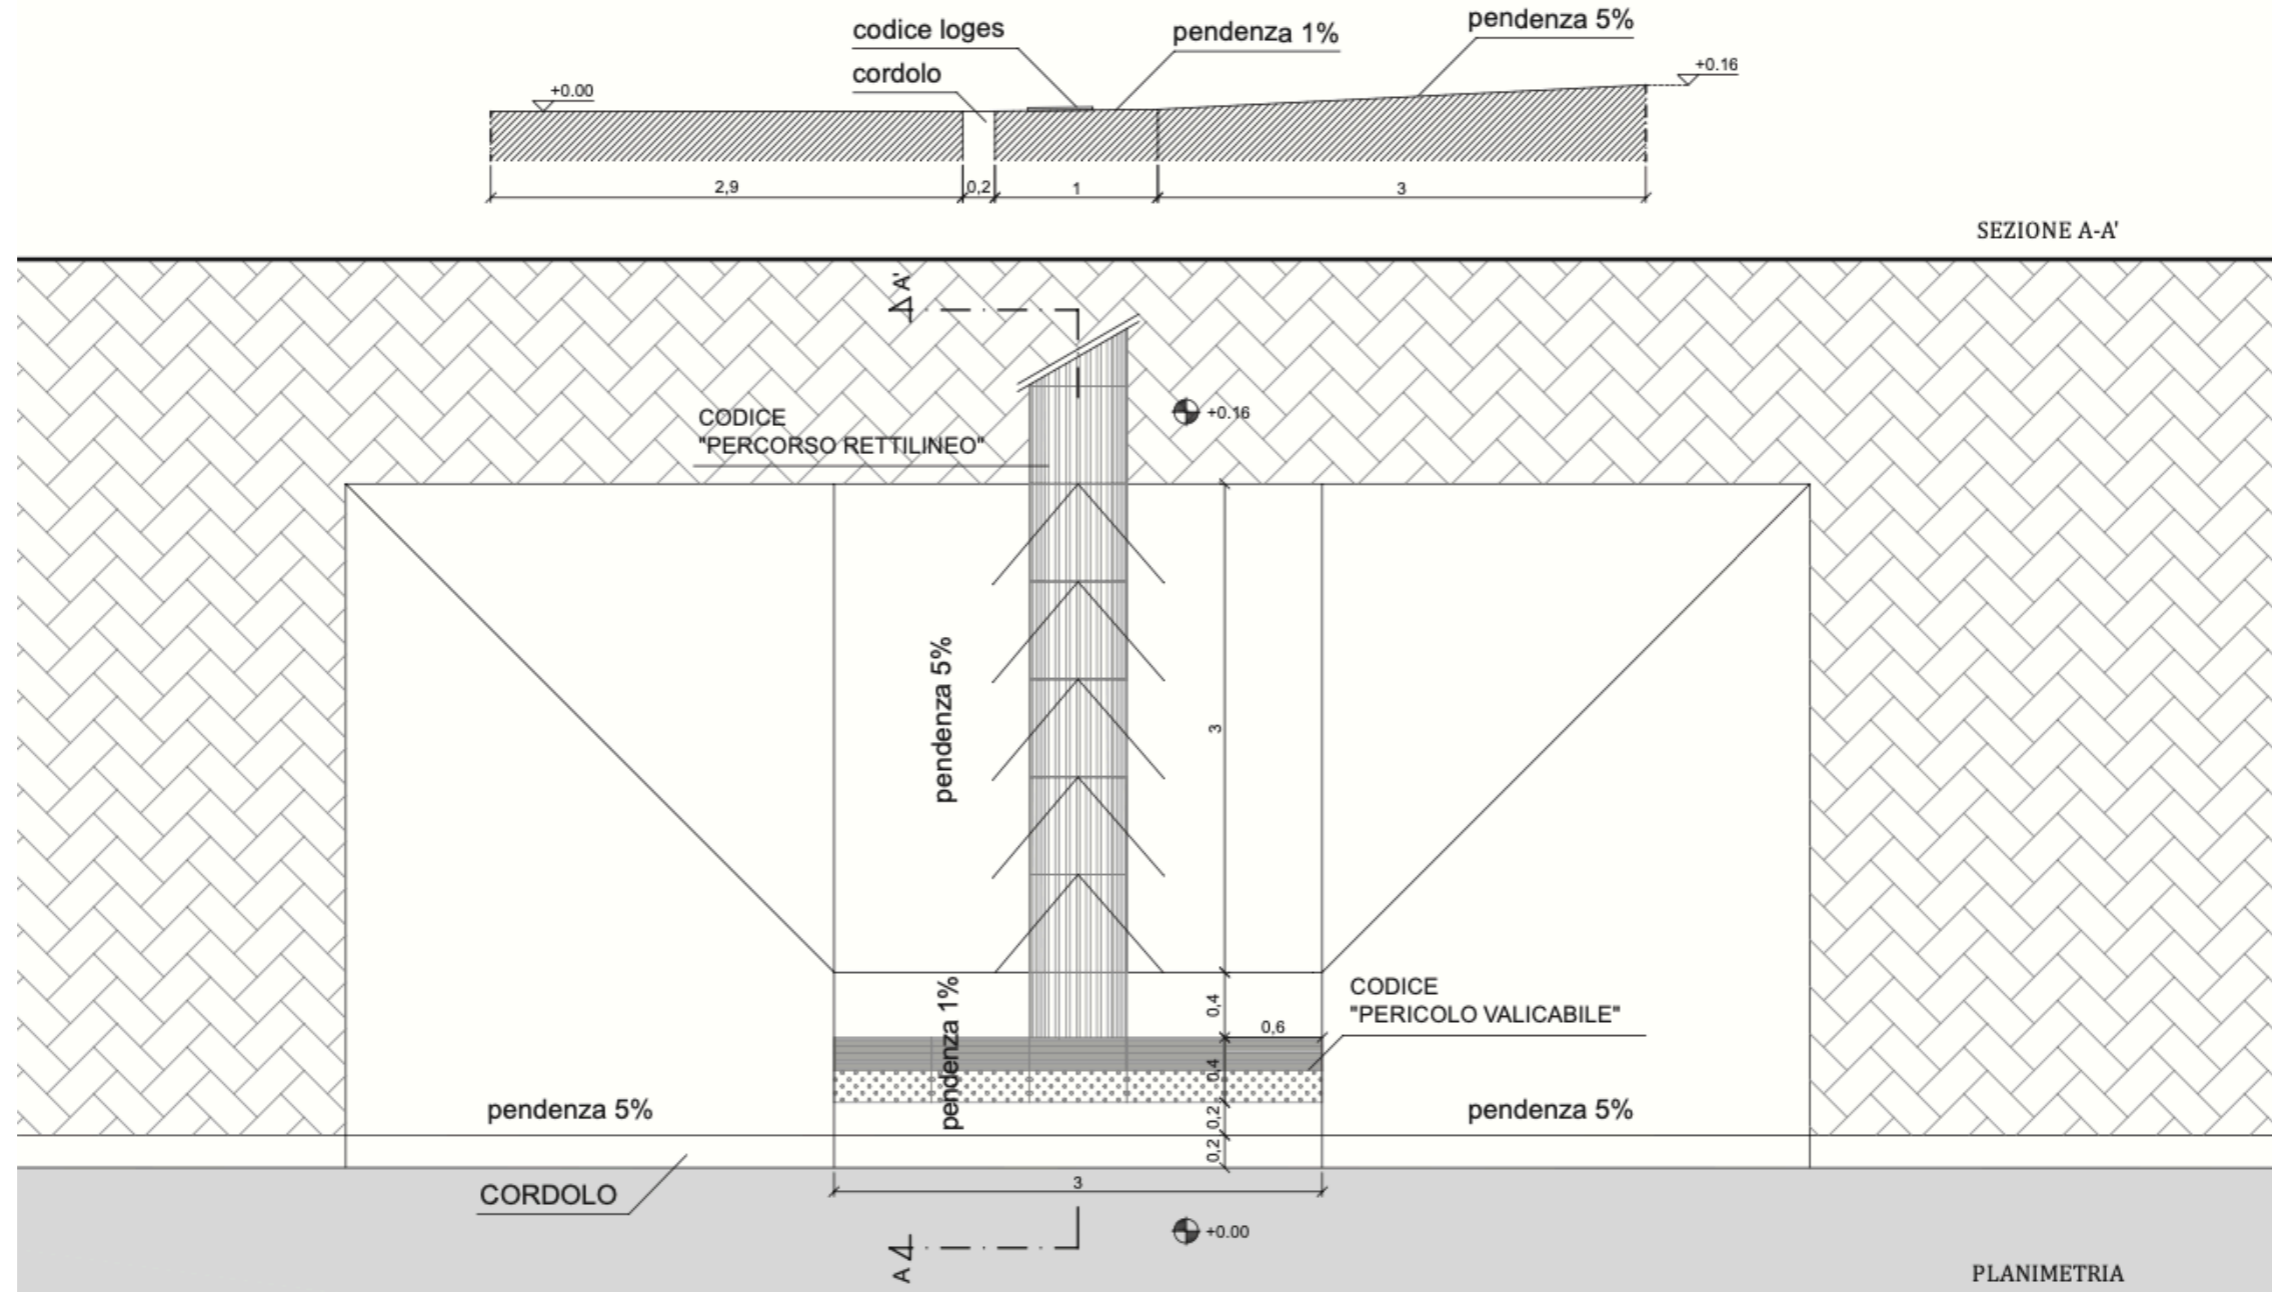 codice loges
pendenza 1%
pendenza 5%
cordolo
+0.00
+0.16
2,9
0,2
1
3
SEZIONE A-A'
A'
CODICE
"PERCORSO RETTILINEO"
+0.16
pendenza 5%
3
pendenza 1%
0,4
CODICE
"PERICOLO VALICABILE"
0,6
0,4
pendenza 5%
0,2
pendenza 5%
0,2
CORDOLO
3
A
+0.00
PLANIMETRIA